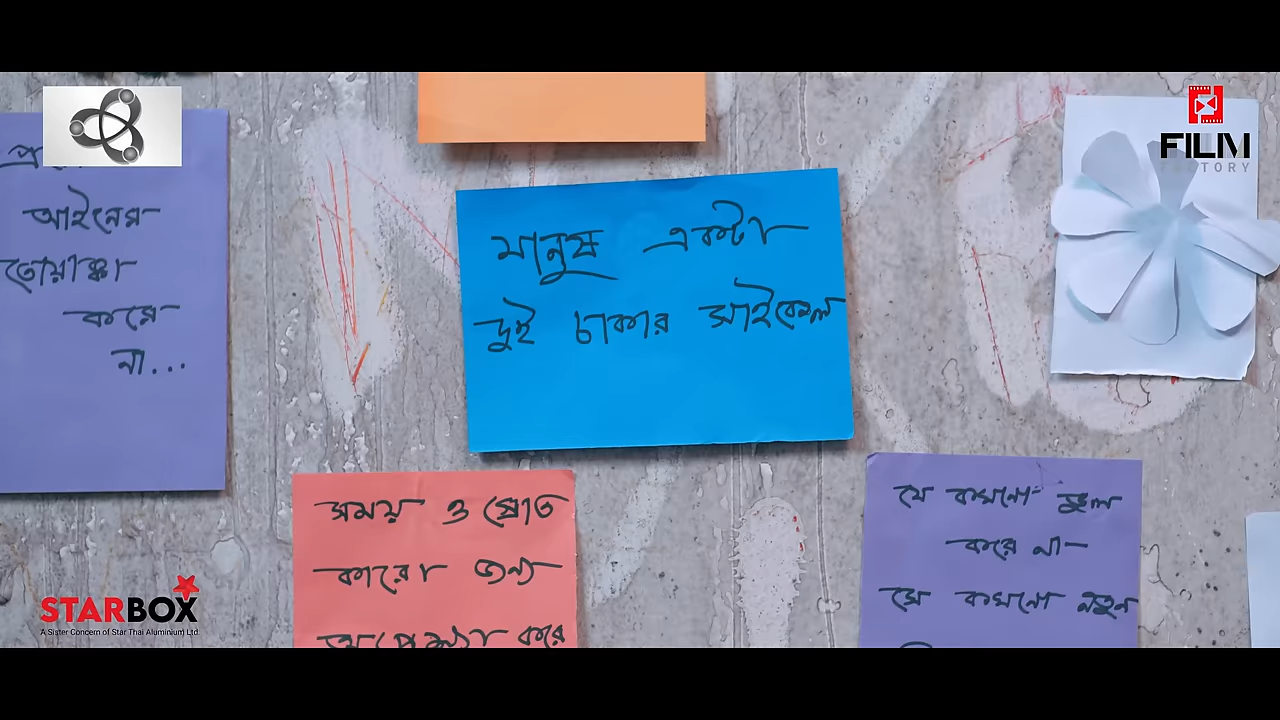 আইনের
তোয়াক্কা
করে
না...
মানুষ একটা
দুই চাকার সাইকেল
FILM
FACTORY
সময় ও স্রোত
কারো জন্য
অপেক্ষা করে
যে কখনো ভুল
করে না
সে কখনো নতুন
STARBOX
A Sister Concern of Star Thai Aluminium Ltd.